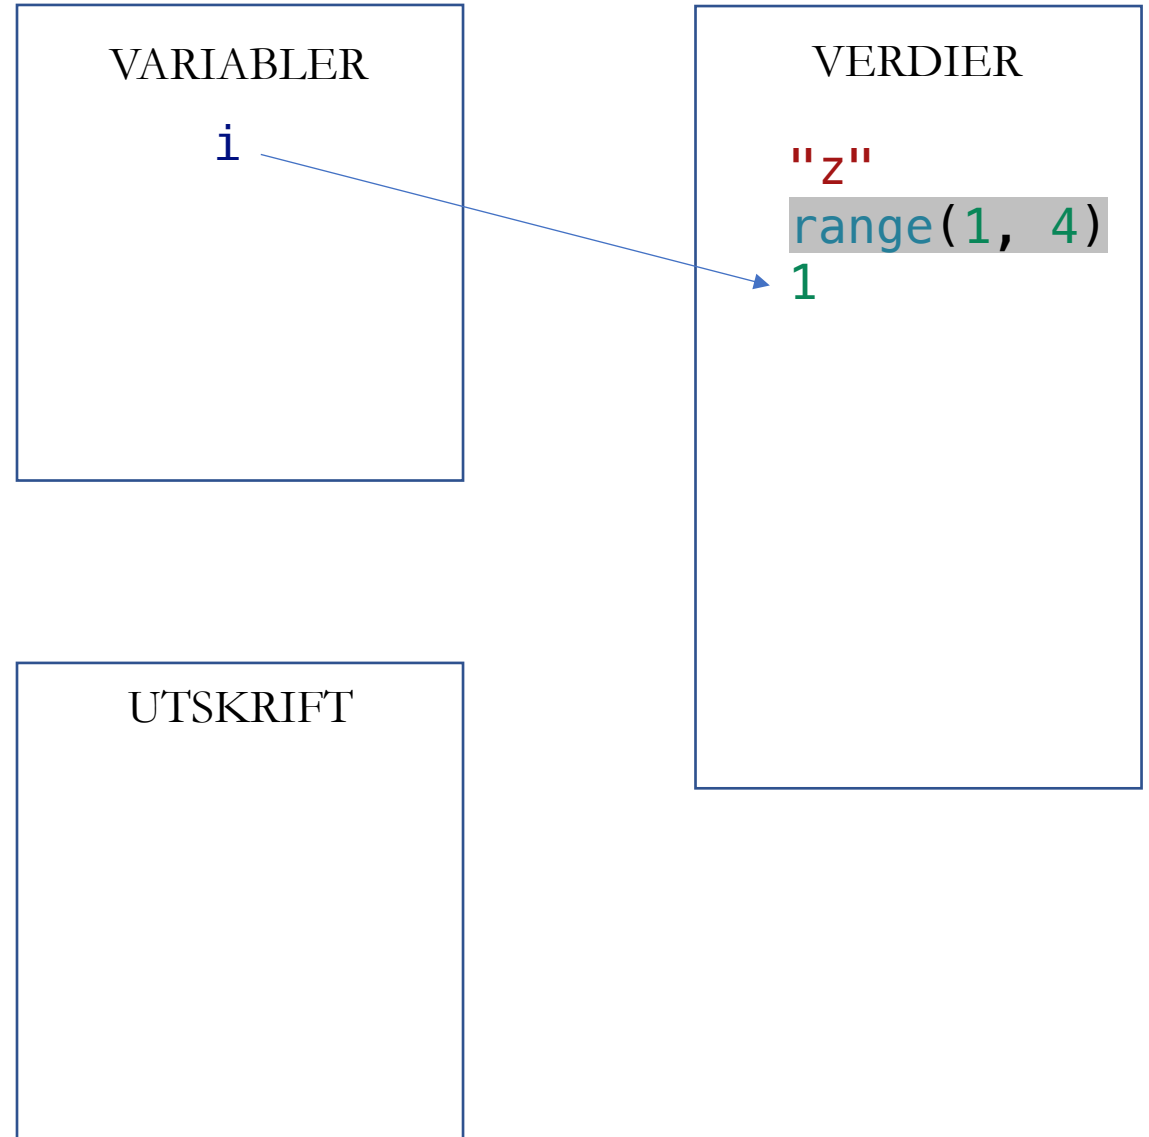 VARIABLER
i
VERDIER
"z"
range(1, 4)
1
UTSKRIFT